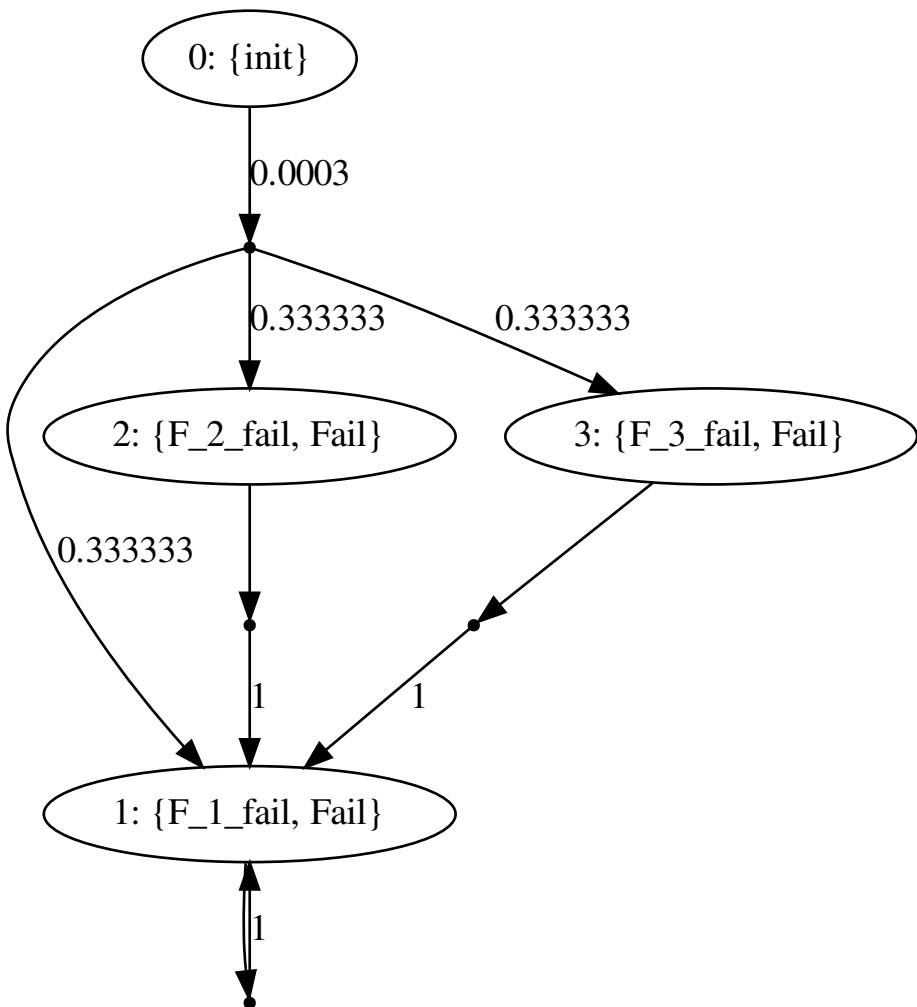 0: {init}
0.0003
0.333333
0.333333
2: {F_2_fail, Fail}
3: {F_3_fail, Fail}
0.333333
1
1
1: {F_1_fail, Fail}
1